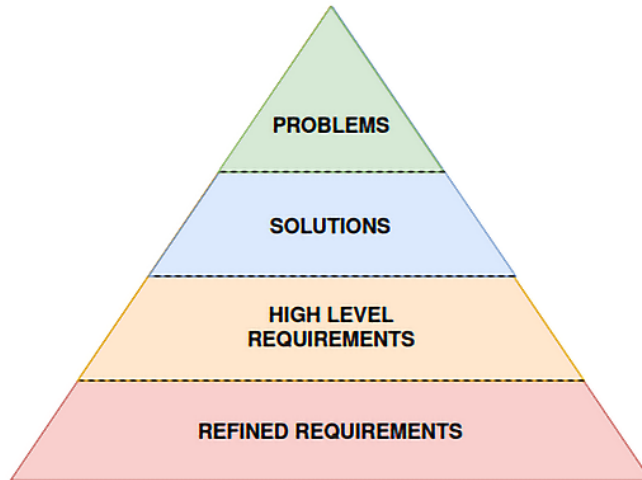 PROBLEMS
SOLUTIONS
HIGH LEVEL
REQUIREMENTS
REFINED REQUIREMENTS